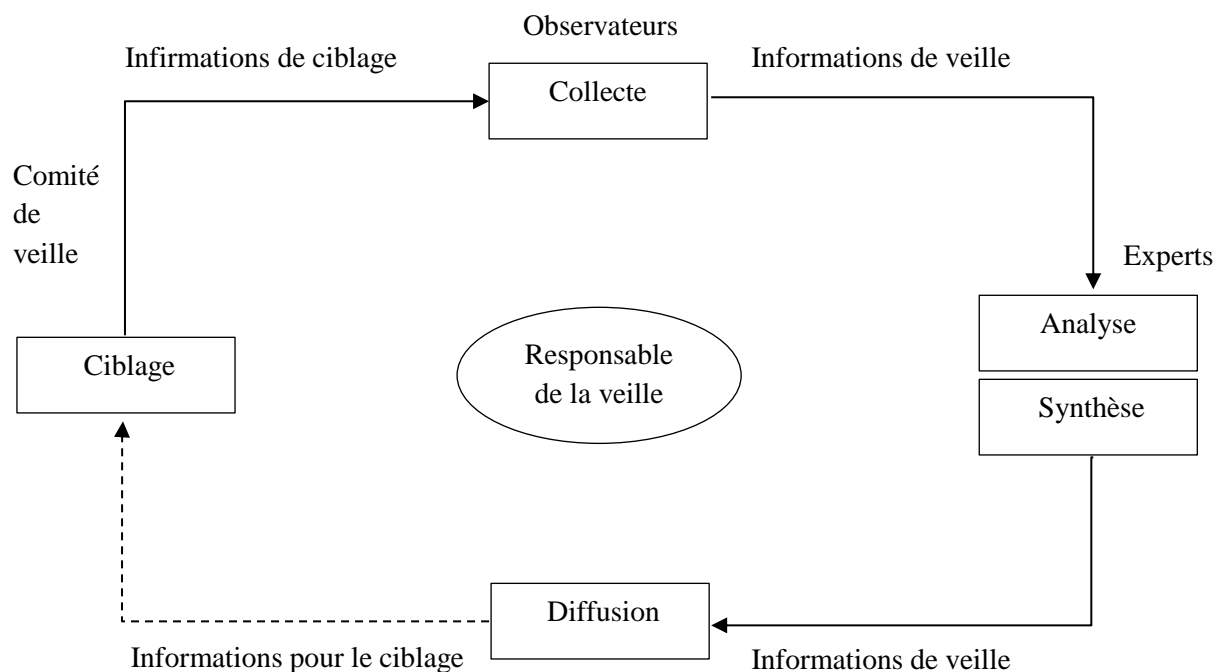 Observateurs
Infirmations de ciblage
Informations de veille
Collecte
Comité
de
veille
Experts
Analyse
Ciblage
Responsable
de la veille
Synthèse
Diffusion
Informations pour le ciblage
Informations de veille